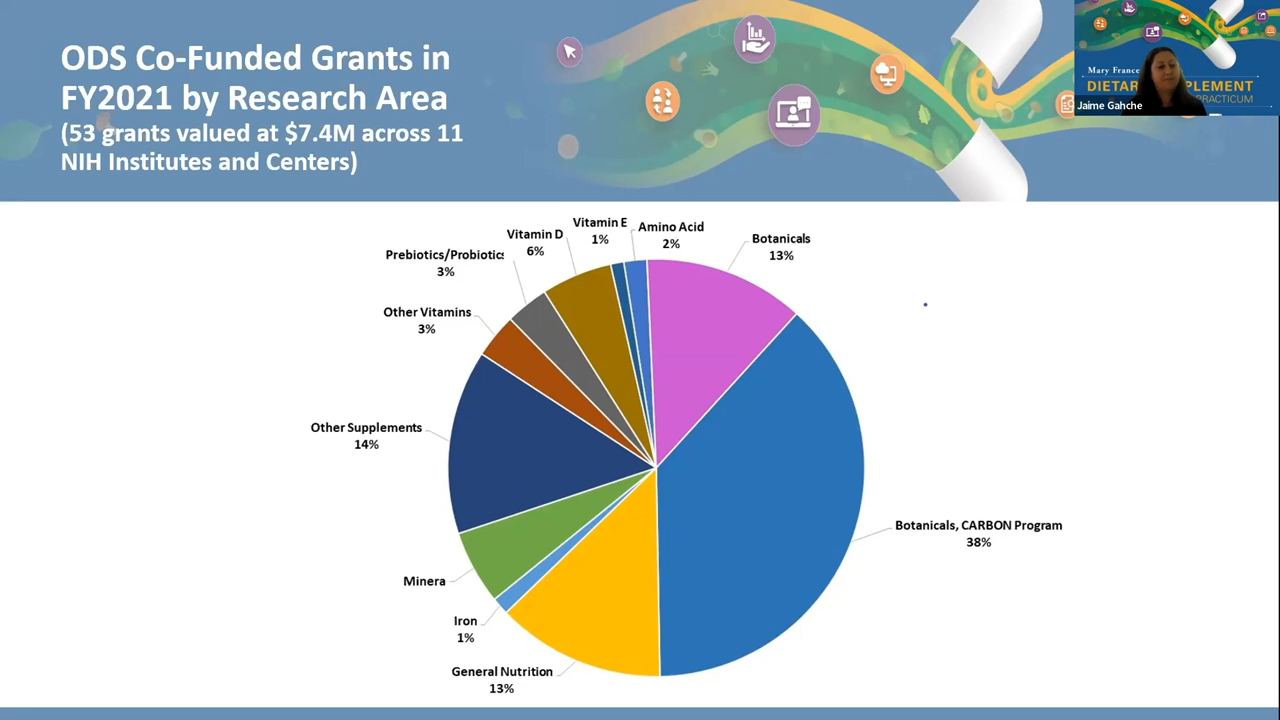 ODS Co-Funded Grants in
FY2021 by Research Area
(53 grants valued at $7.4M across 11
NIH Institutes and Centers)
Mary France
DIETAR PLEMENT
PRACTICUM
Jaime Gahche
Vitamin E
1%
Amino Acid
2%
Vitamin D
6%
Botanicals
13%
Prebiotics/Probiotics
3%
Other Vitamins
3%
Other Supplements
14%
Botanicals, CARBON Program
38%
Minera
Iron
1%
General Nutrition
13%